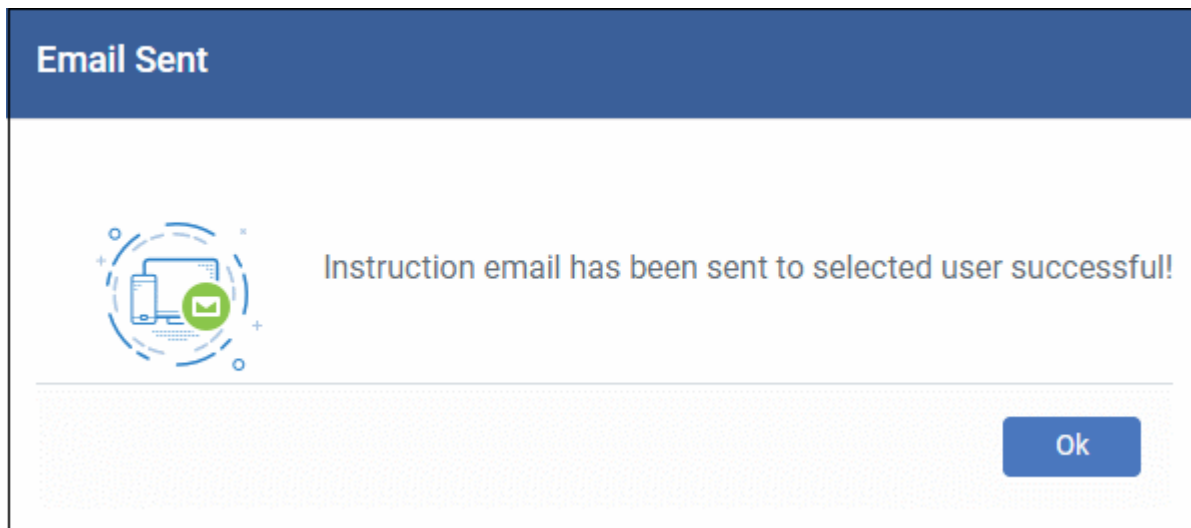 Email Sent
Instruction email has been sent to selected user successful!
Ok